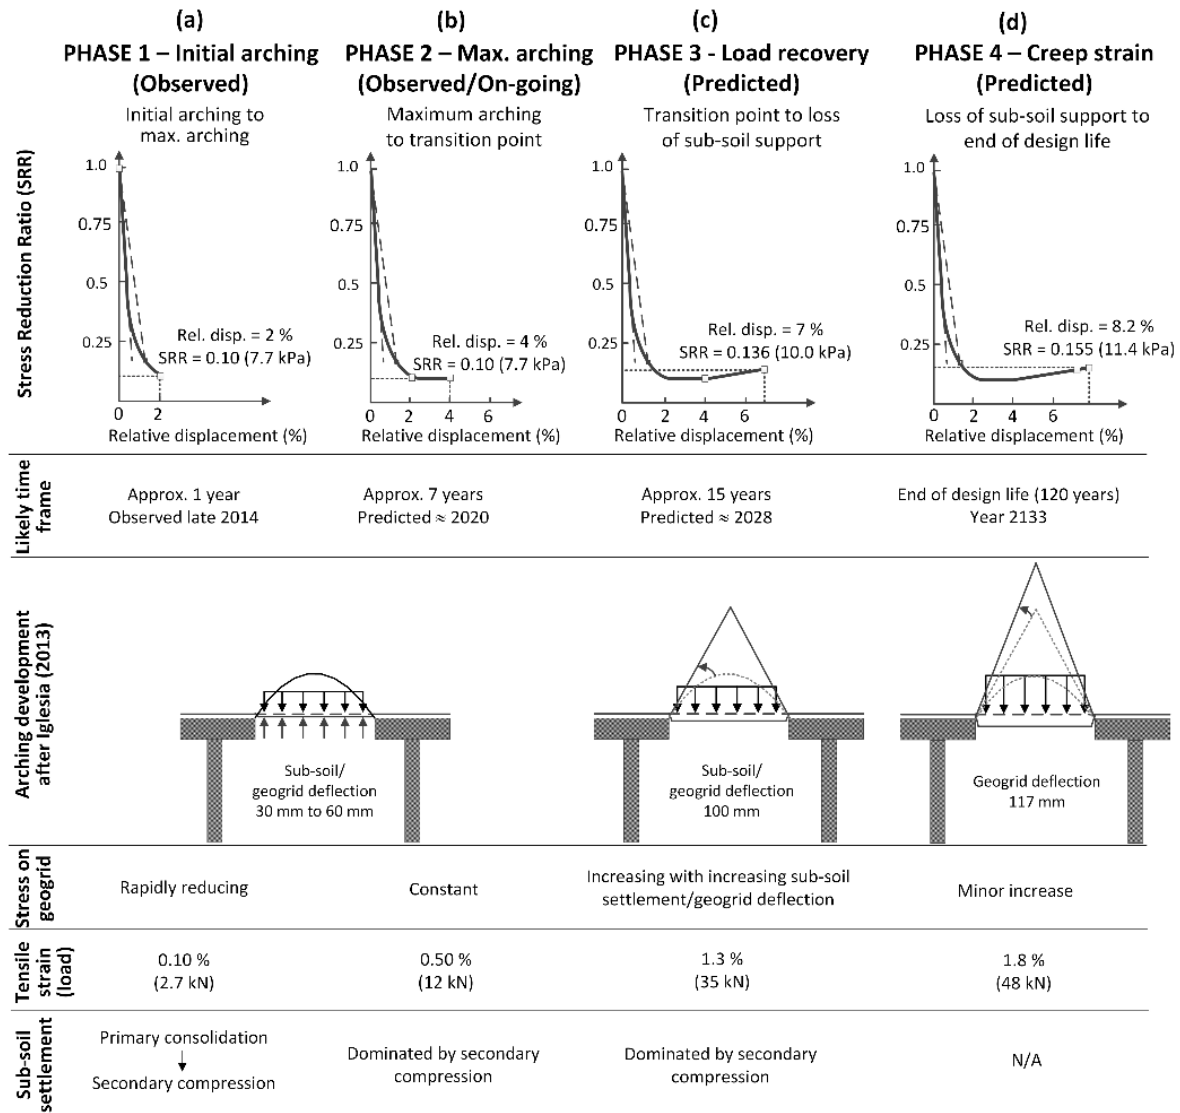 (a)
PHASE 1 – Initial arching
(Observed)
Initial arching to
max. arching
(b)
PHASE 2 – Max. arching
(Observed/On-going)
Maximum arching
to transition point
(c)
PHASE 3 - Load recovery
(Predicted)
Transition point to loss
of sub-soil support
(d)
PHASE 4 – Creep strain
(Predicted)
Loss of sub-soil support to
end of design life
Stress Reduction Ratio (SRR)
1.0
0.75
0.5
0.25
Rel. disp. = 2 %
SRR = 0.10 (7.7 kPa)
0
2
Relative displacement (%)
1.0
0.75
0.5
0.25
Rel. disp. = 4 %
SRR = 0.10 (7.7 kPa)
0
2
4
6
Relative displacement (%)
1.0
0.75
0.5
0.25
Rel. disp. = 7 %
SRR = 0.136 (10.0 kPa)
0
2
4
6
Relative displacement (%)
1.0
0.75
0.5
0.25
Rel. disp. = 8.2 %
SRR = 0.155 (11.4 kPa)
0
2
4
6
Relative displacement (%)
Likely time
frame
Approx. 1 year
Observed late 2014
Approx. 7 years
Predicted ≈ 2020
Approx. 15 years
Predicted ≈ 2028
End of design life (120 years)
Year 2133
Arching development
after Iglesia (2013)
Sub-soil/
geogrid deflection
30 mm to 60 mm
Sub-soil/
geogrid deflection
100 mm
Geogrid deflection
117 mm
Stress on
geogrid
Rapidly reducing
Constant
Increasing with increasing sub-soil
settlement/geogrid deflection
Minor increase
Tensile
strain
(load)
0.10 %
(2.7 kN)
0.50 %
(12 kN)
1.3 %
(35 kN)
1.8 %
(48 kN)
Sub-soil
settlement
Primary consolidation
Secondary compression
Dominated by secondary
compression
Dominated by secondary
compression
N/A